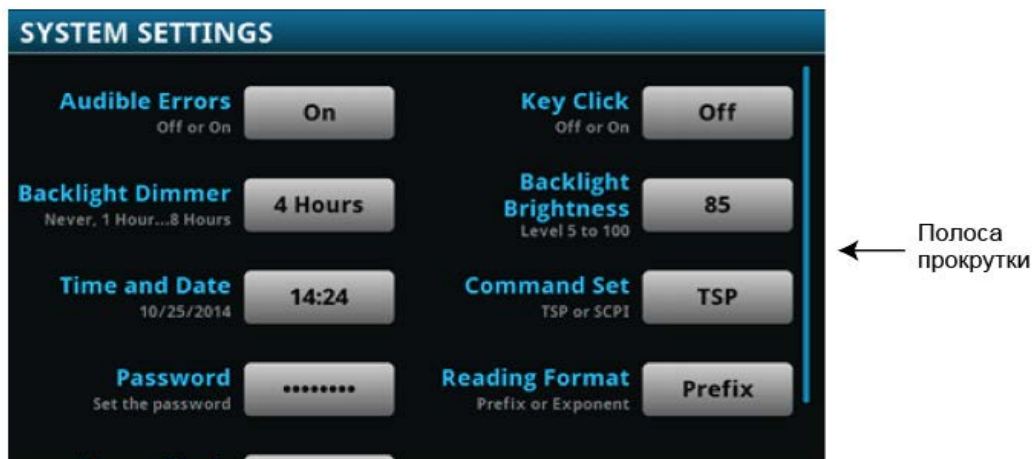 SYSTEM SETTINGS
Audible Errors
Off or On
On
Key Click
Off or On
Off
Backlight Dimmer
Never, 1 Hour...8 Hours
4 Hours
Backlight
Brightness
Level 5 to 100
85
Time and Date
10/25/2014
14:24
Command Set
TSP or SCPI
TSP
Password
Set the password
••••••••
Reading Format
Prefix or Exponent
Prefix
Полоса
прокрутки